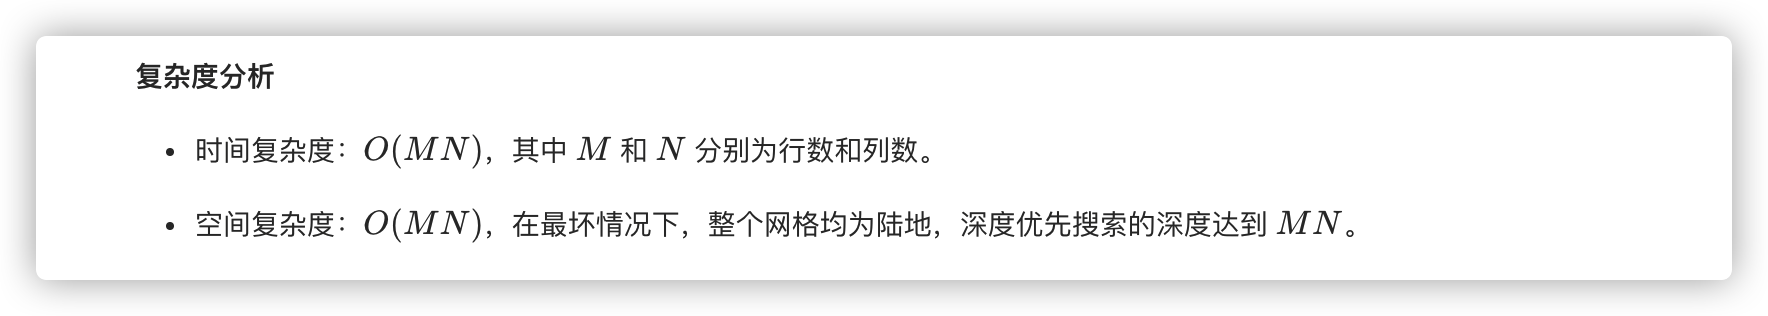 复杂度分析
• 时间复杂度：O(MN)，其中 M 和 N 分别为行数和列数。
• 空间复杂度：O(MN)，在最坏情况下，整个网格均为陆地，深度优先搜索的深度达到 MN。